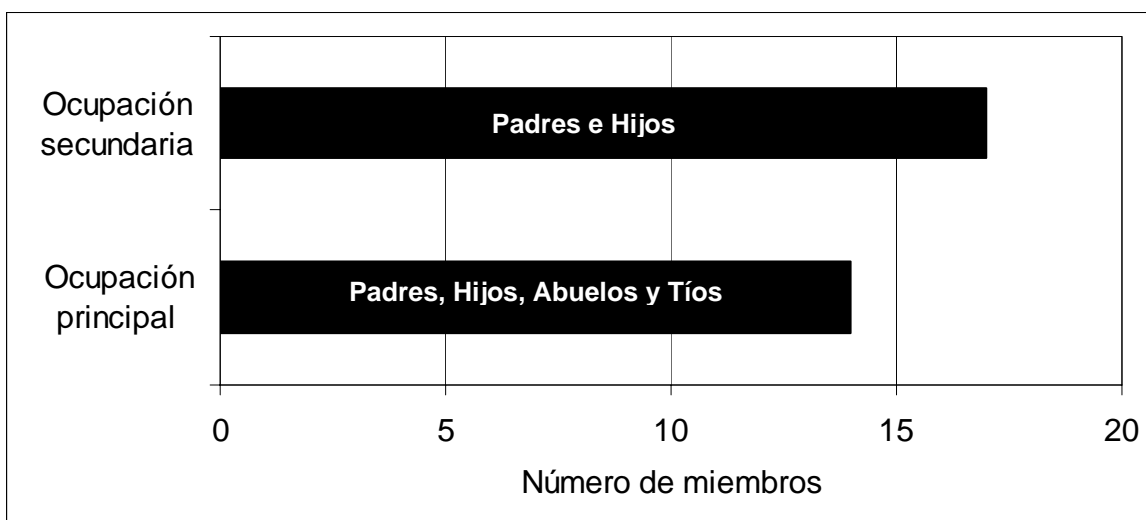 Ocupación
secundaria
Padres e Hijos
Ocupación
principal
Padres, Hijos, Abuelos y Tíos
0 5 10 15 20
Número de miembros